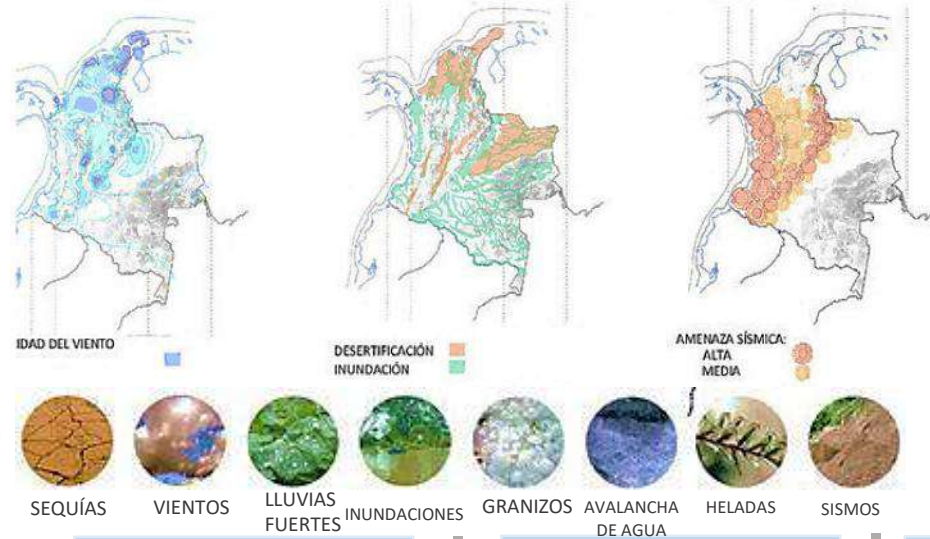 IDAD DEL VIENTO
DESERTIFICACIÓN
INUNDACIÓN
AMENAZA SÍSMICA:
ALTA
MEDIA
SEQUÍAS
VIENTOS
LLUVIAS
FUERTES
INUNDACIONES
GRANIZOS
AVALANCHA
DE AGUA
HELADAS
SISMOS